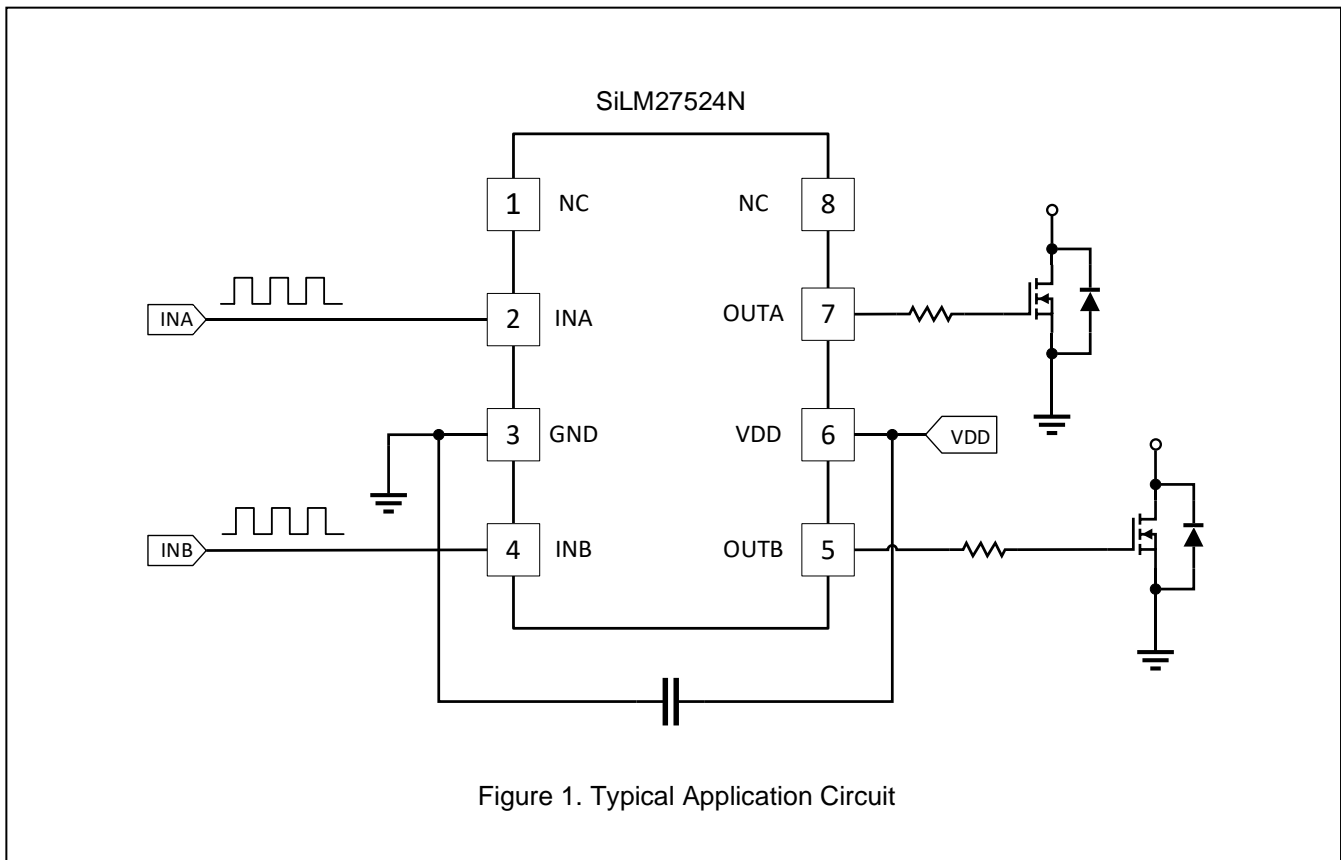 SiLM27524N
1 NC NC 8
INA 2 INA OUTA 7
3 GND VDD 6 VDD
INB 4 INB OUTB 5
Figure 1. Typical Application Circuit